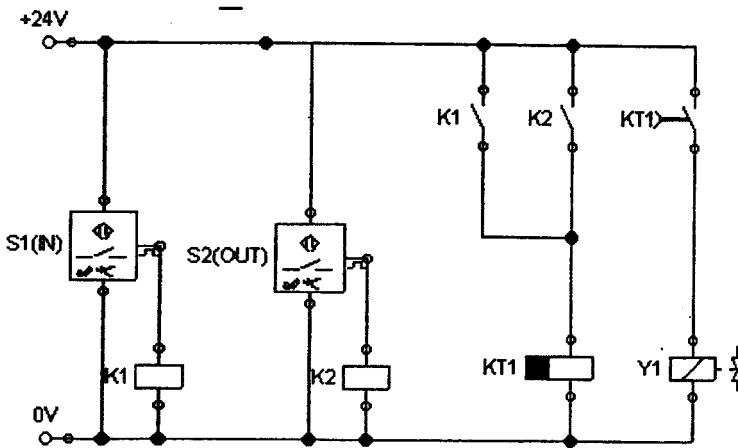 +24V
K1
K2
KT1
S1(IN)
S2(OUT)
K1
K2
KT1
Y1
0V